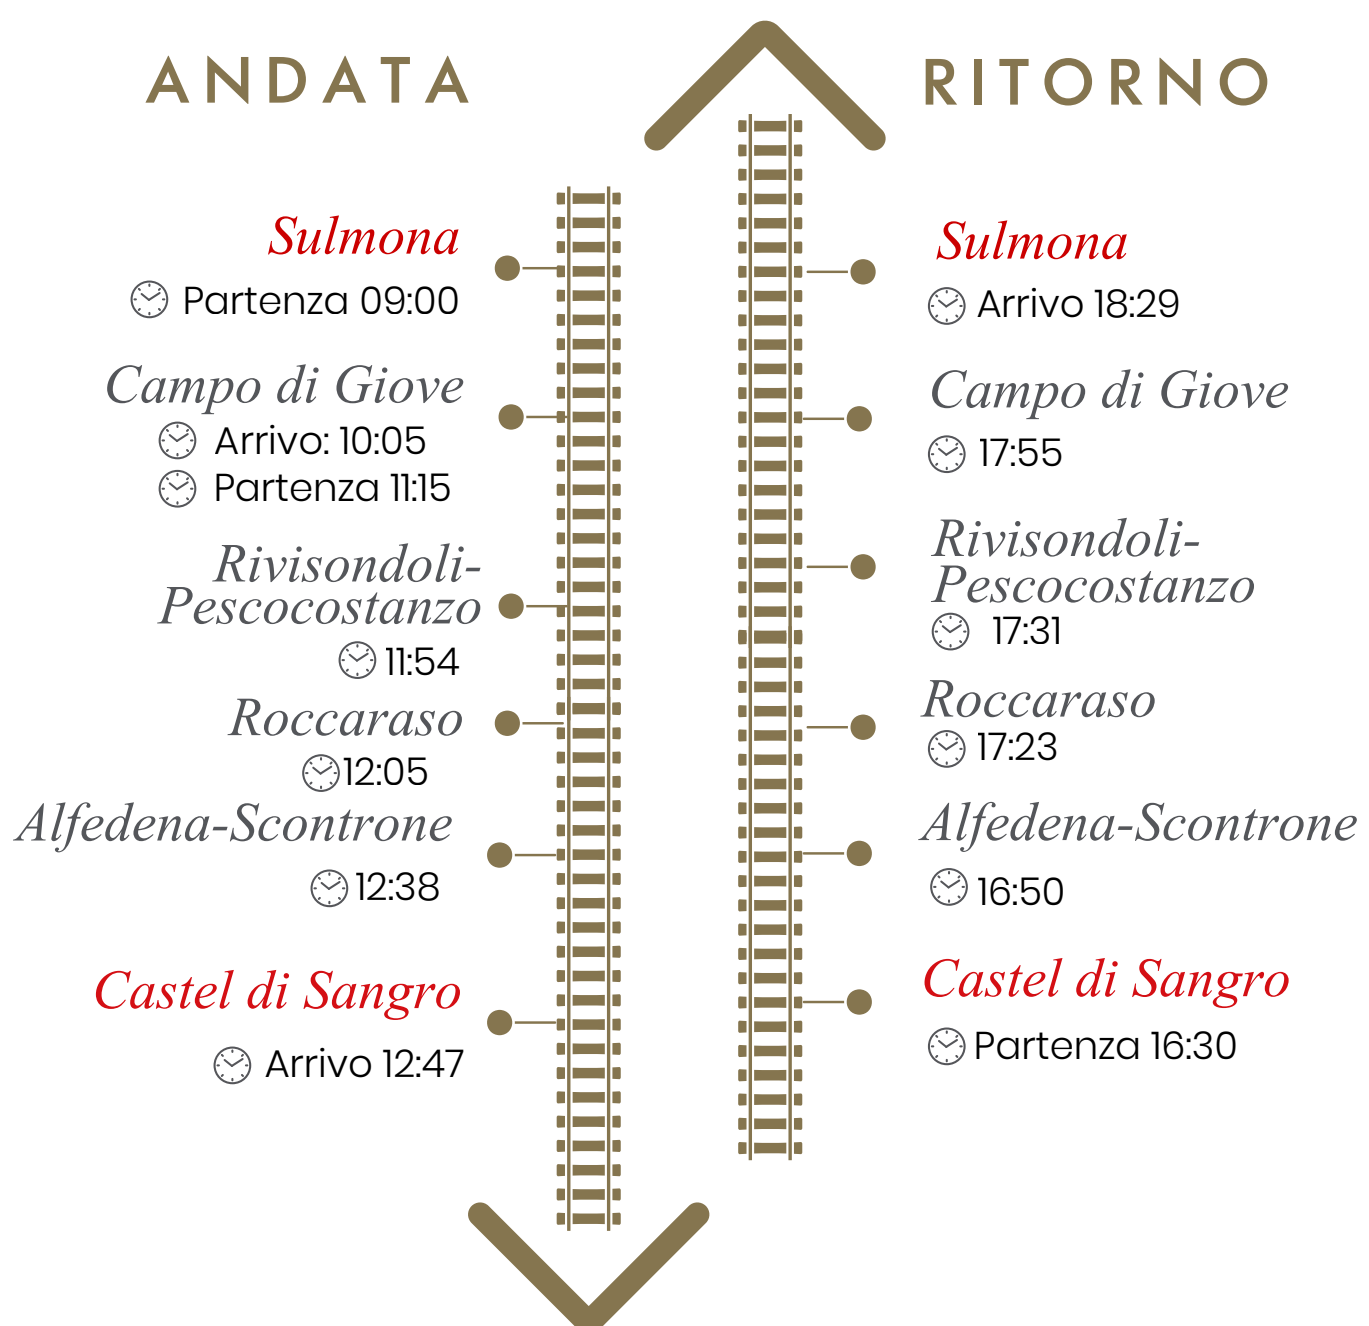 ANDATA
Sulmona
Partenza 09:00
Campo di Giove
Arrivo: 10:05
Partenza 11:15
Rivisondoli-
Pescocostanzo
11:54
Roccaraso
12:05
Alfedena-Scontrone
12:38
Castel di Sangro
Arrivo 12:47
RITORNO
Sulmona
Arrivo 18:29
Campo di Giove
17:55
Rivisondoli-
Pescocostanzo
17:31
Roccaraso
17:23
Alfedena-Scontrone
16:50
Castel di Sangro
Partenza 16:30